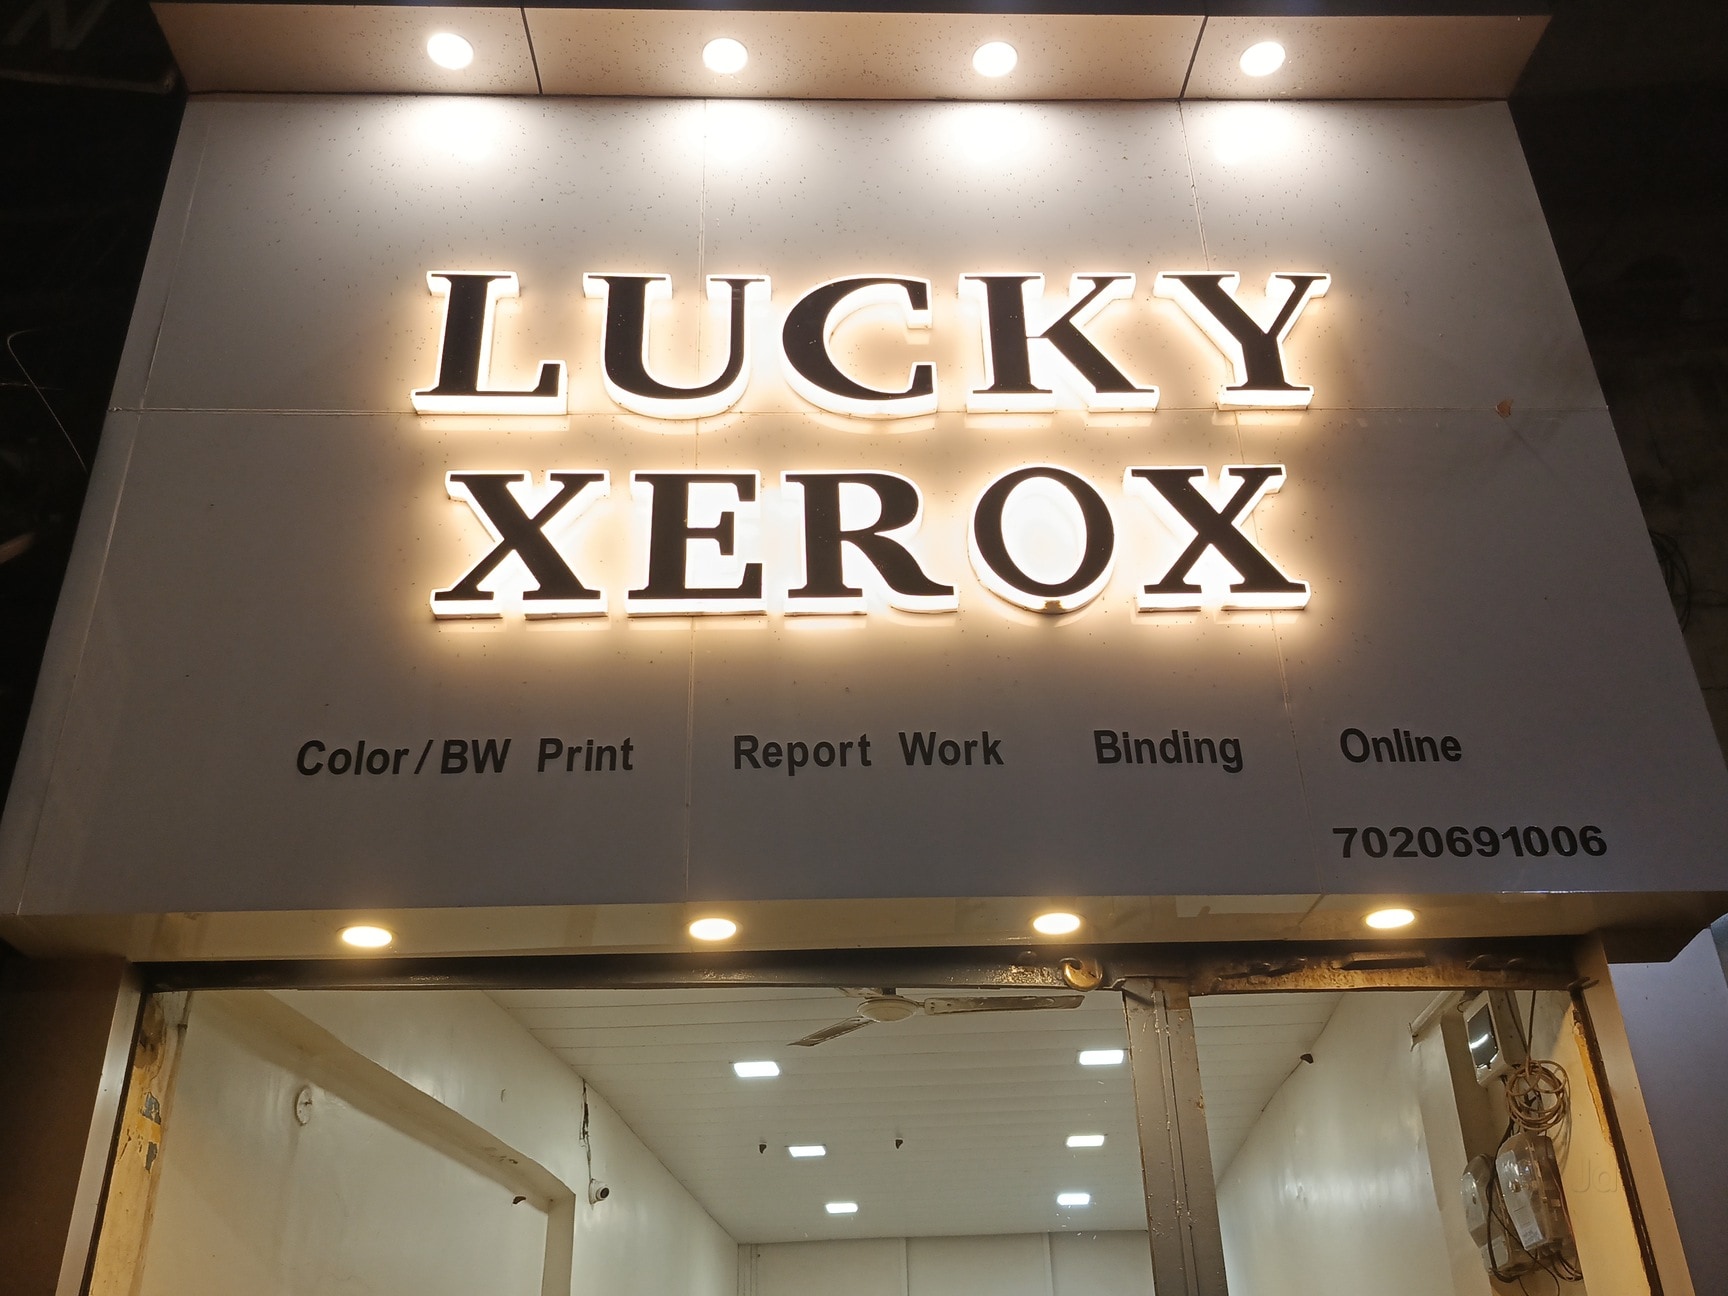 LUCKY
XEROX
Color/BW Print Report Work Binding Online
7020691006